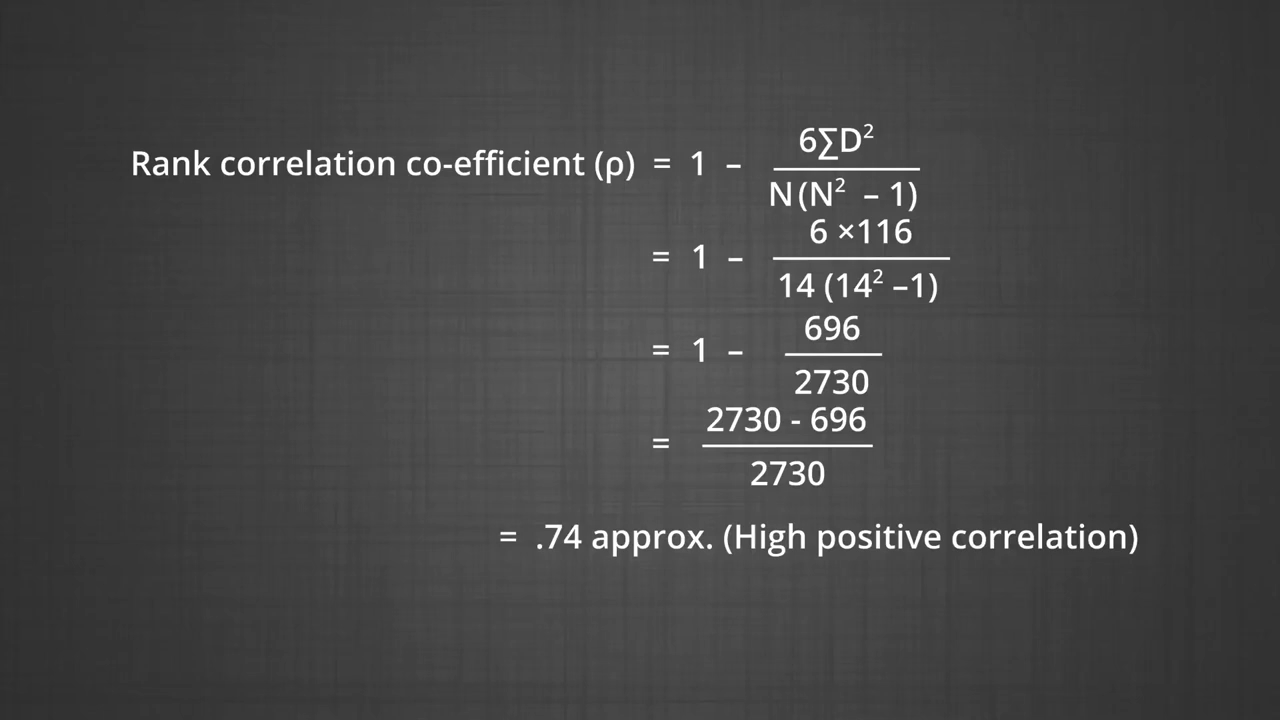 Rank correlation co-efficient (ρ) = 1 – 6∑D² / N(N² – 1)
= 1 – 6 ×116 / 14 (14² –1)
= 1 – 696 / 2730
= 2730 - 696 / 2730
= .74 approx. (High positive correlation)